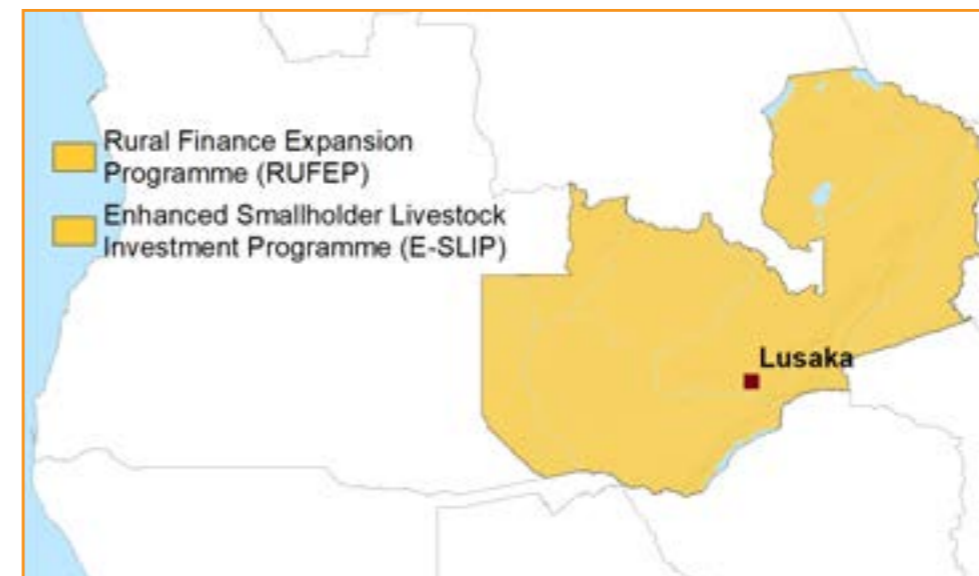 Rural Finance Expansion
Programme (RUFEP)
Enhanced Smallholder Livestock
Investment Programme (E-SLIP)
Lusaka